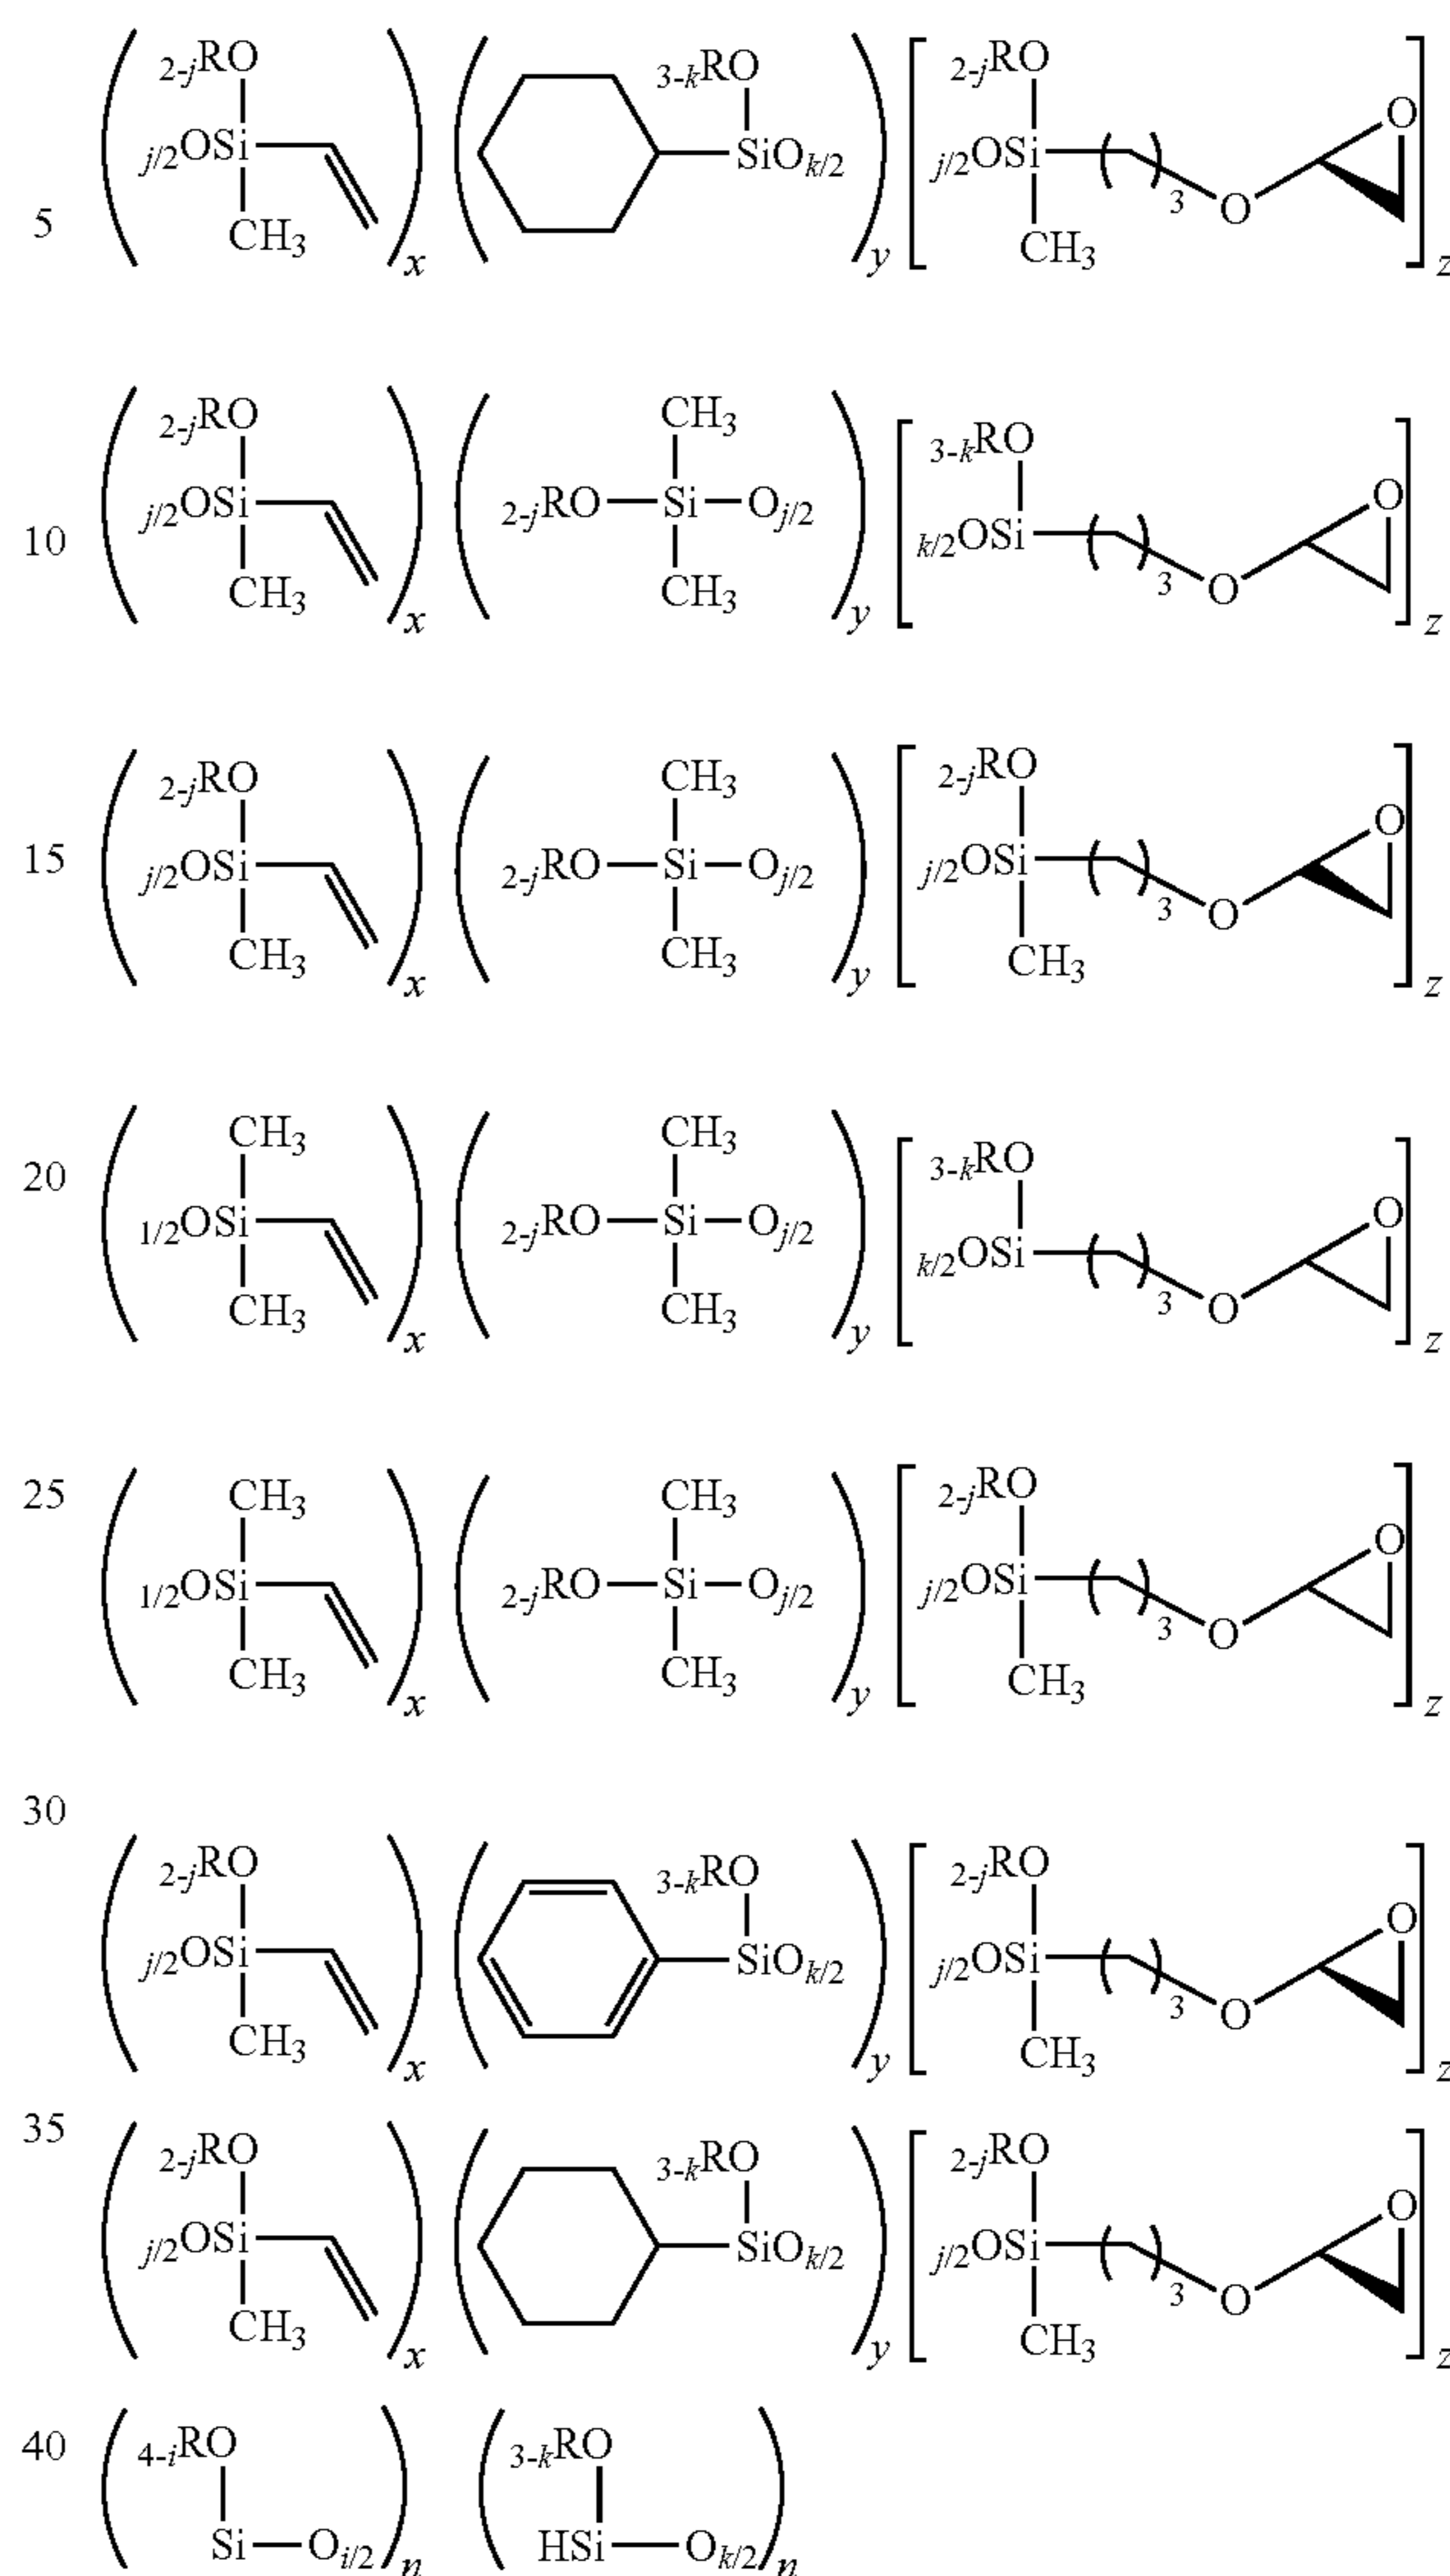 2-jRO 3-kRO 2-jRO O
j/2OSi SiOk/2 j/2OSi ( )3 O
5 CH3 CH3
x y z
2-jRO CH3 3-kRO O
10 j/2OSi 2-jRO Si Oj/2 k/2OSi ( )3 O
CH3 CH3
x y z
2-jRO CH3 2-jRO O
15 j/2OSi 2-jRO Si Oj/2 j/2OSi ( )3 O
CH3 CH3 CH3
x y z
CH3 CH3 3-kRO O
20 1/2OSi 2-jRO Si Oj/2 k/2OSi ( )3 O
CH3 CH3
x y z
25 CH3 CH3 2-jRO O
1/2OSi 2-jRO Si Oj/2 j/2OSi ( )3 O
CH3 CH3 CH3
x y z
30
2-jRO 3-kRO 2-jRO O
j/2OSi SiOk/2 j/2OSi ( )3 O
CH3 CH3
x y z
35
2-jRO 3-kRO 2-jRO O
j/2OSi SiOk/2 j/2OSi ( )3 O
CH3 CH3
x y z
40 4-iRO 3-kRO
Si Oi/2 n HSi Ok/2 n